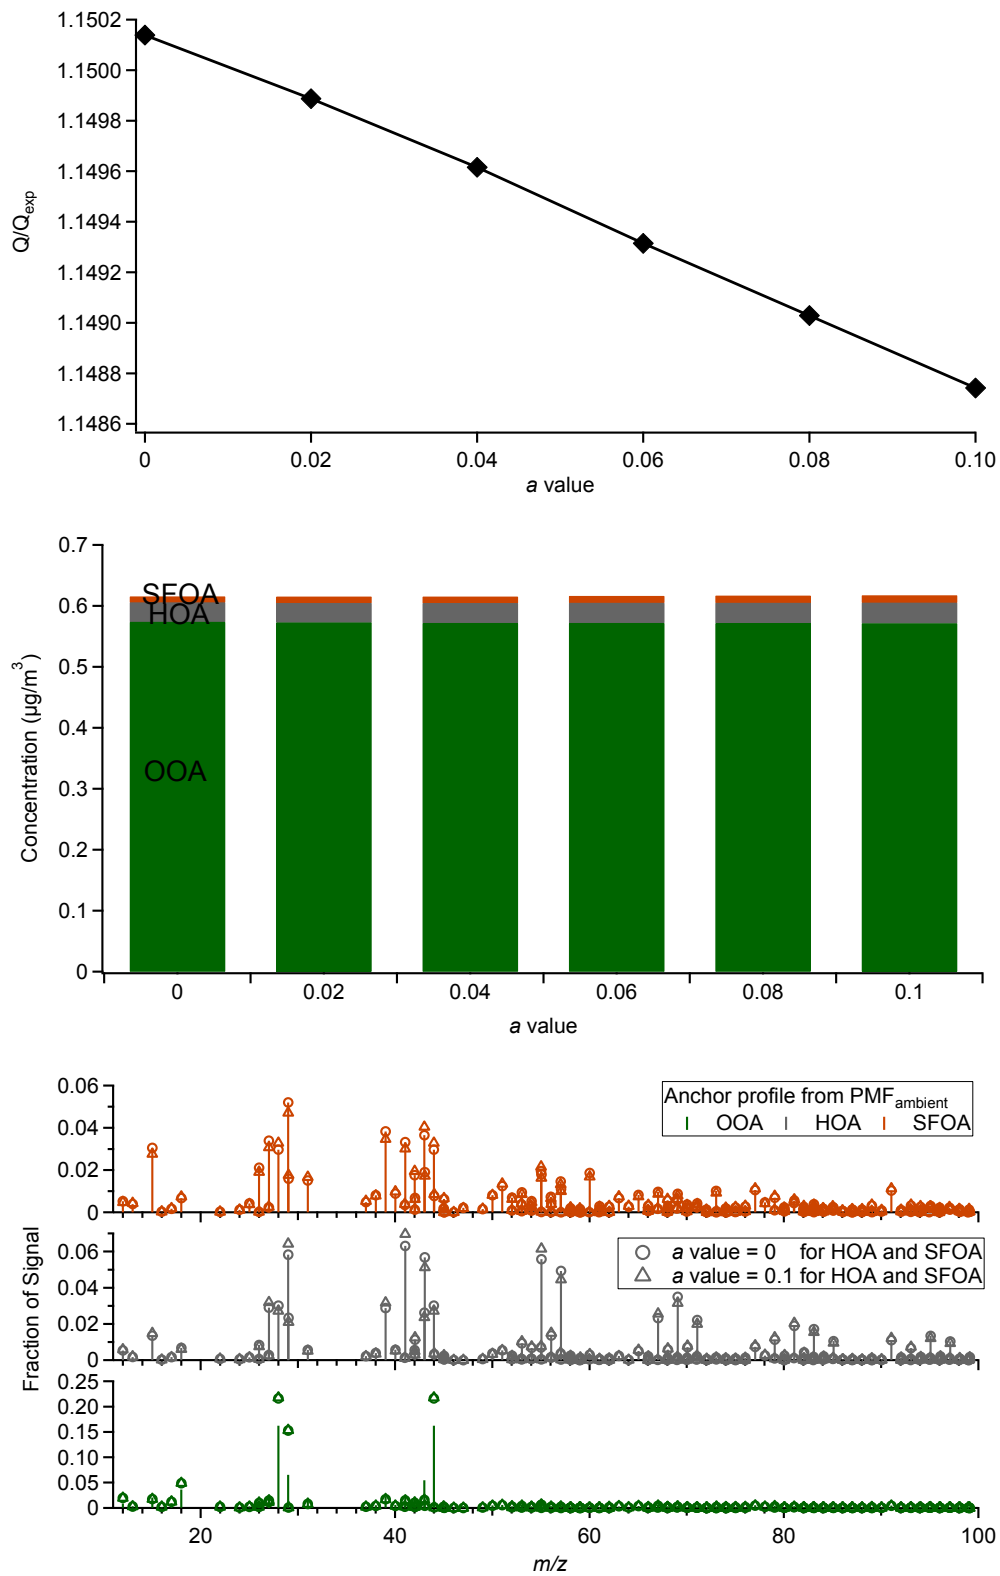 1.1502
1.1500
1.1498
1.1496
1.1494
1.1492
1.1490
1.1488
1.1486
Q/Qexp
0 0.02 0.04 0.06 0.08 0.10
a value
0.7
0.6
0.5
0.4
0.3
0.2
0.1
0
Concentration (µg/m³)
SFOA
HOA
OOA
0 0.02 0.04 0.06 0.08 0.1
a value
0.06
0.04
0.02
0
Anchor profile from PMFambient
OOA HOA SFOA
0.06
0.04
0.02
0
a value = 0 for HOA and SFOA
a value = 0.1 for HOA and SFOA
Fraction of Signal
0.25
0.20
0.15
0.10
0.05
0
20 40 60 80 100
m/z